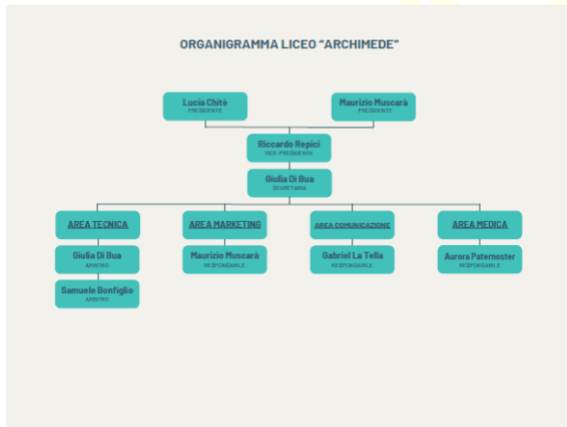 ORGANIGRAMMA LICEO “ARCHIMEDE”
Lucia Chitè
PRESIDENTE
Maurizio Muscarà
PRESIDENTE
Riccardo Repici
VICE-PRESIDENTE
Giulia Di Bua
SEGRETARIA
AREA TECNICA
AREA MARKETING
AREA COMUNICAZIONE
AREA MEDICA
Giulia Di Bua
ARBITRO
Maurizio Muscarà
RESPONSABILE
Gabriel La Tella
RESPONSABILE
Aurora Paternoster
RESPONSABILE
Samuele Bonfiglio
ARBITRO